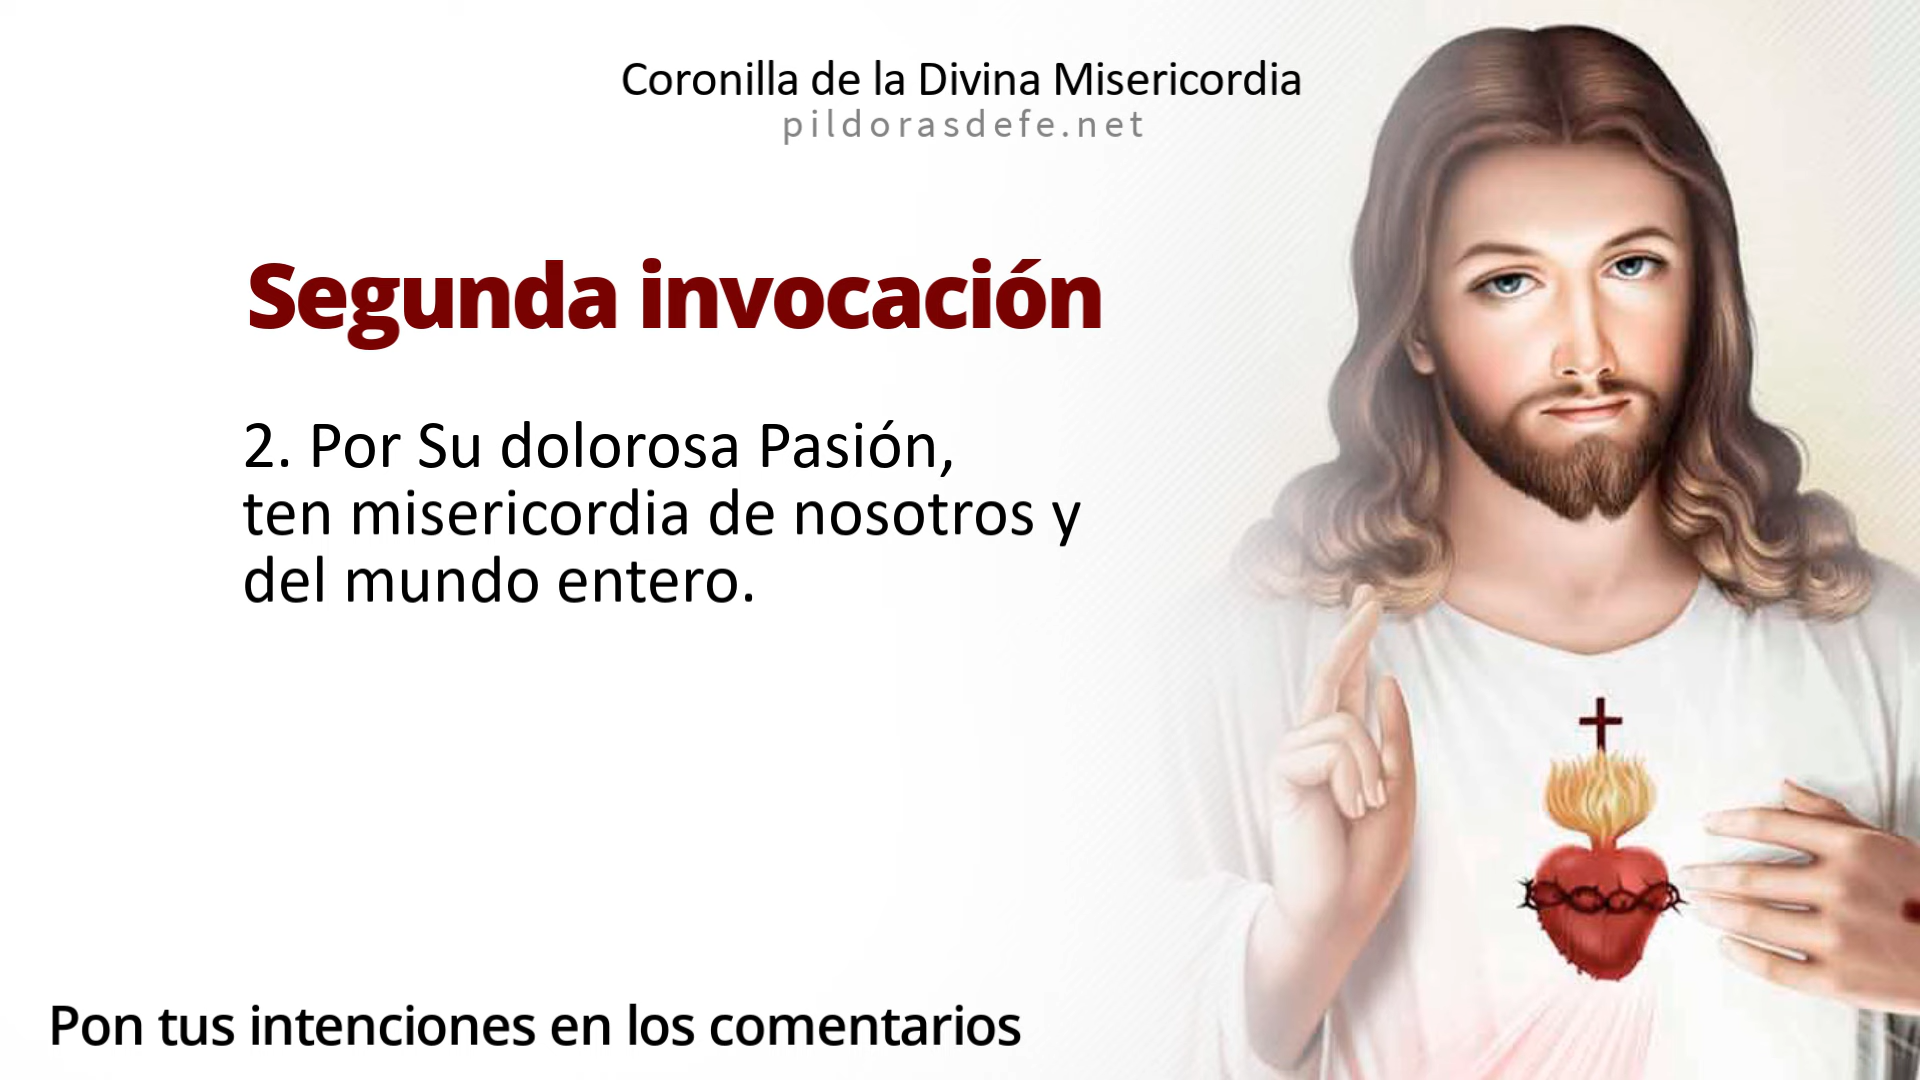 Coronilla de la Divina Misericordia
pildorasdefe.net
Segunda invocación
2. Por Su dolorosa Pasión,
ten misericordia de nosotros y
del mundo entero.
Pon tus intenciones en los comentarios